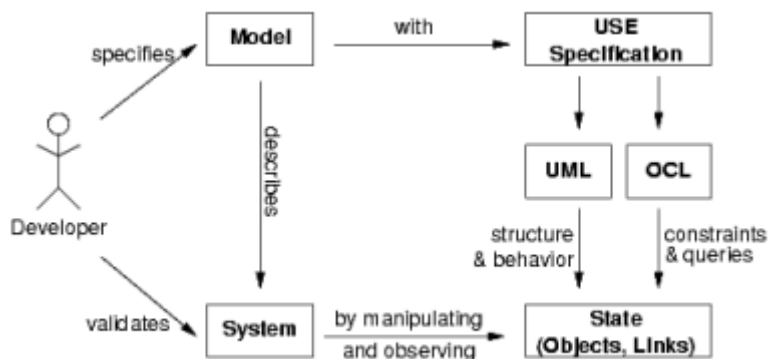 Model
with
USE
Specification
specifies
describes
UML
OCL
Developer
structure
& behavior
constraints
& queries
validates
System
by manipulating
and observing
State
(Objects, Links)